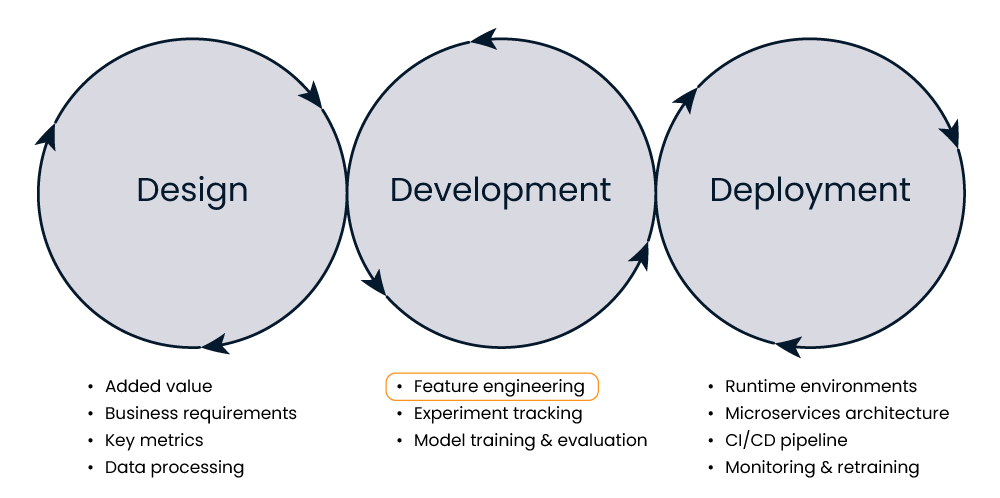 Design
Development
Deployment
• Added value
• Business requirements
• Key metrics
• Data processing
• Feature engineering
• Experiment tracking
• Model training & evaluation
• Runtime environments
• Microservices architecture
• CI/CD pipeline
• Monitoring & retraining